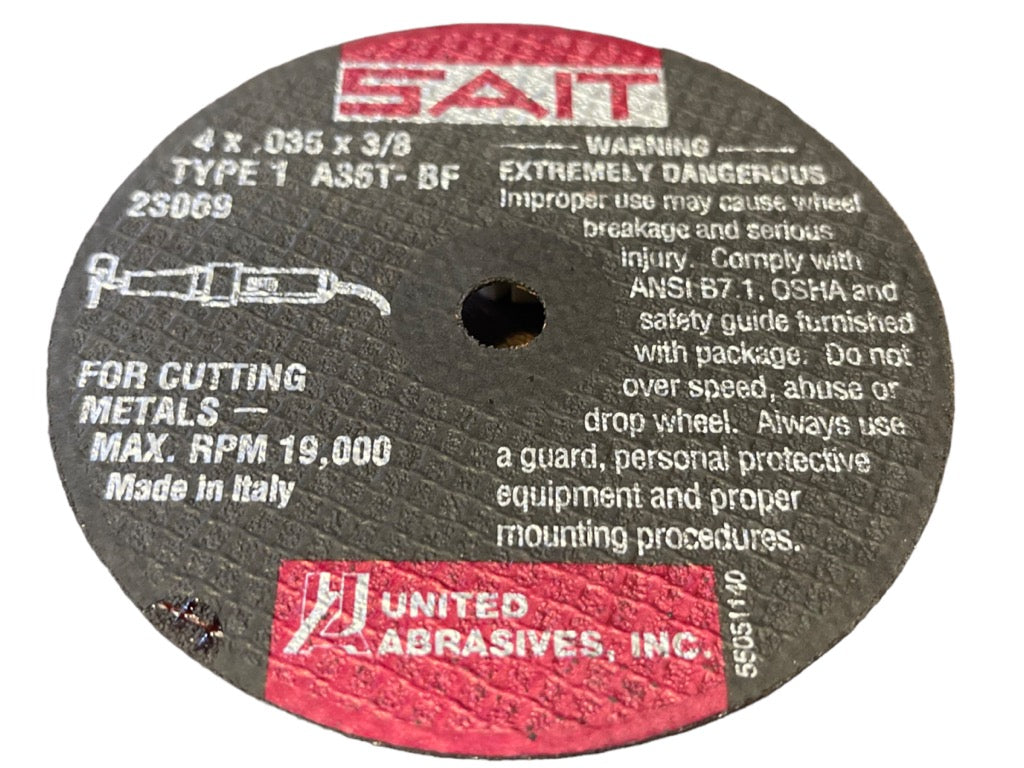 SAIT
4 x .035 x 3/8
TYPE 1 A36T- BF
23069
FOR CUTTING
METALS —
MAX. RPM 19,000
Made in Italy
WARNING
EXTREMELY DANGEROUS
Improper use may cause wheel
breakage and serious
injury. Comply with
ANSI B7.1, OSHA and
safety guide furnished
with package. Do not
over speed, abuse or
drop wheel. Always use
a guard, personal protective
equipment and proper
mounting procedures.
UNITED
ABRASIVES, INC.
55051140